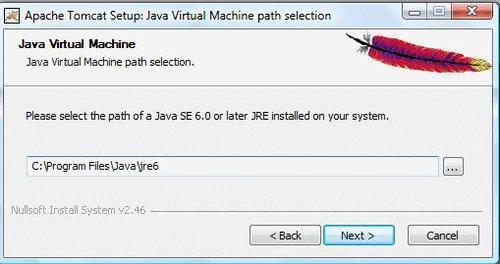 Apache Tomcat Setup: Java Virtual Machine path selection
Java Virtual Machine
Java Virtual Machine path selection.
Please select the path of a Java SE 6.0 or later JRE installed on your system.
C:\Program Files\Java\jre6
...
Nullsoft Install System v2.46
< Back
Next >
Cancel